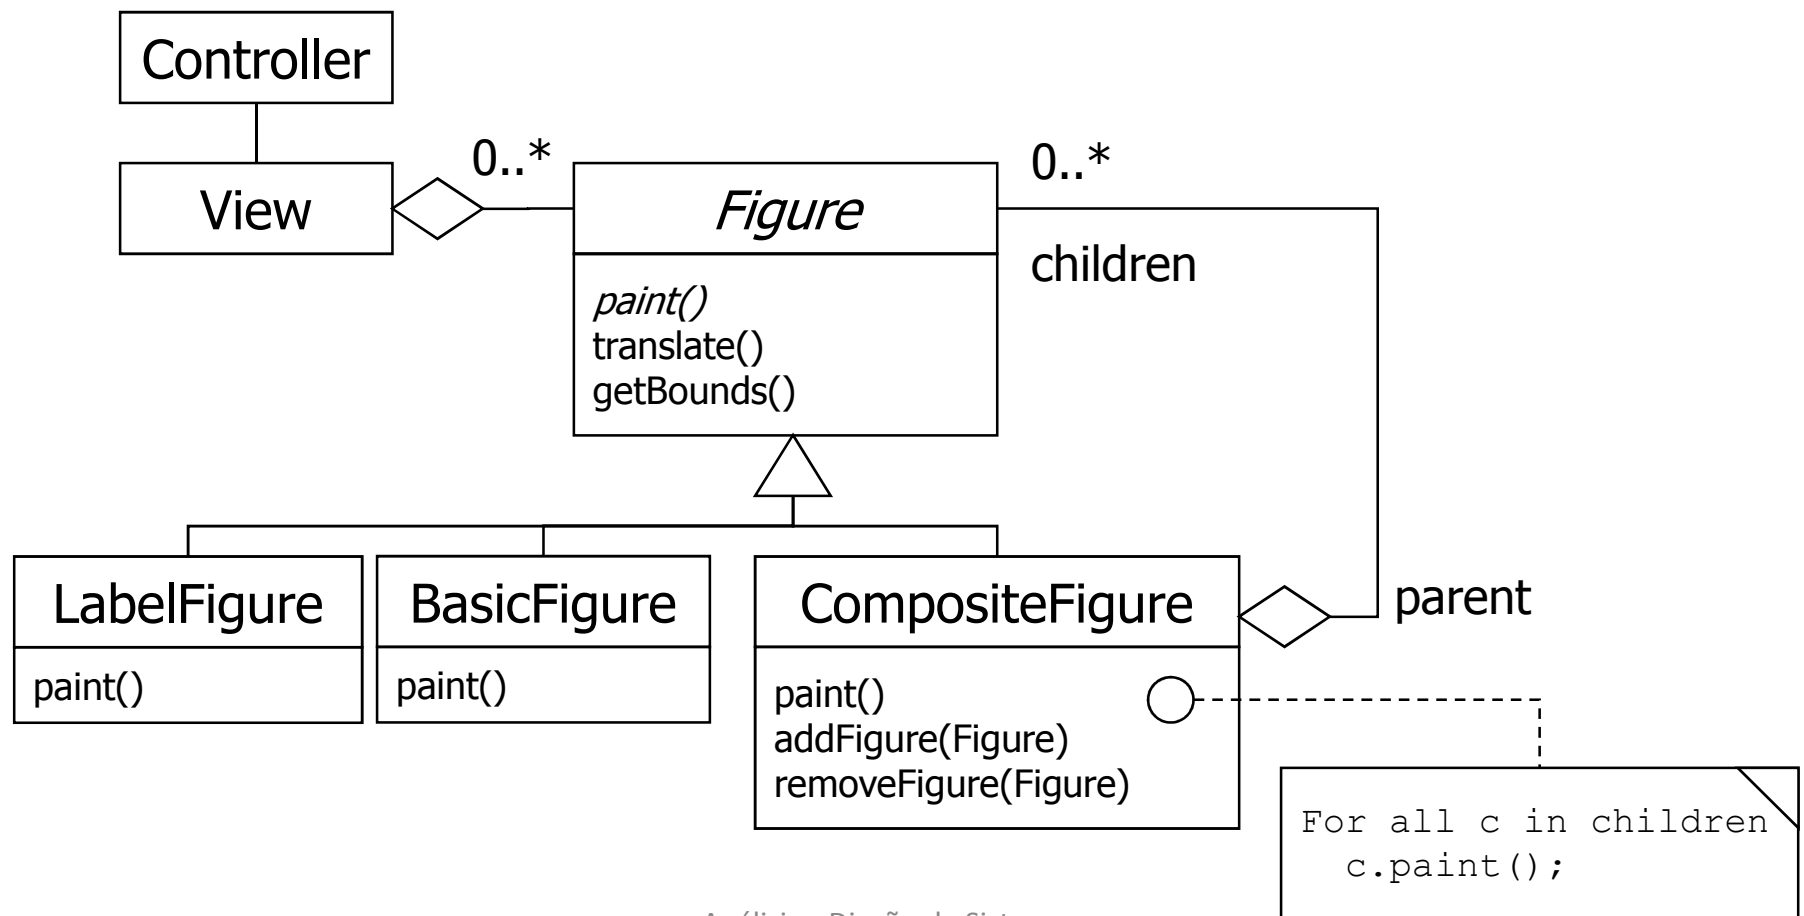 Controller
View
0..*
Figure
paint()
translate()
getBounds()
0..*
children
LabelFigure
paint()
BasicFigure
paint()
CompositeFigure
paint()
addFigure(Figure)
removeFigure(Figure)
parent
For all c in children
c.paint();